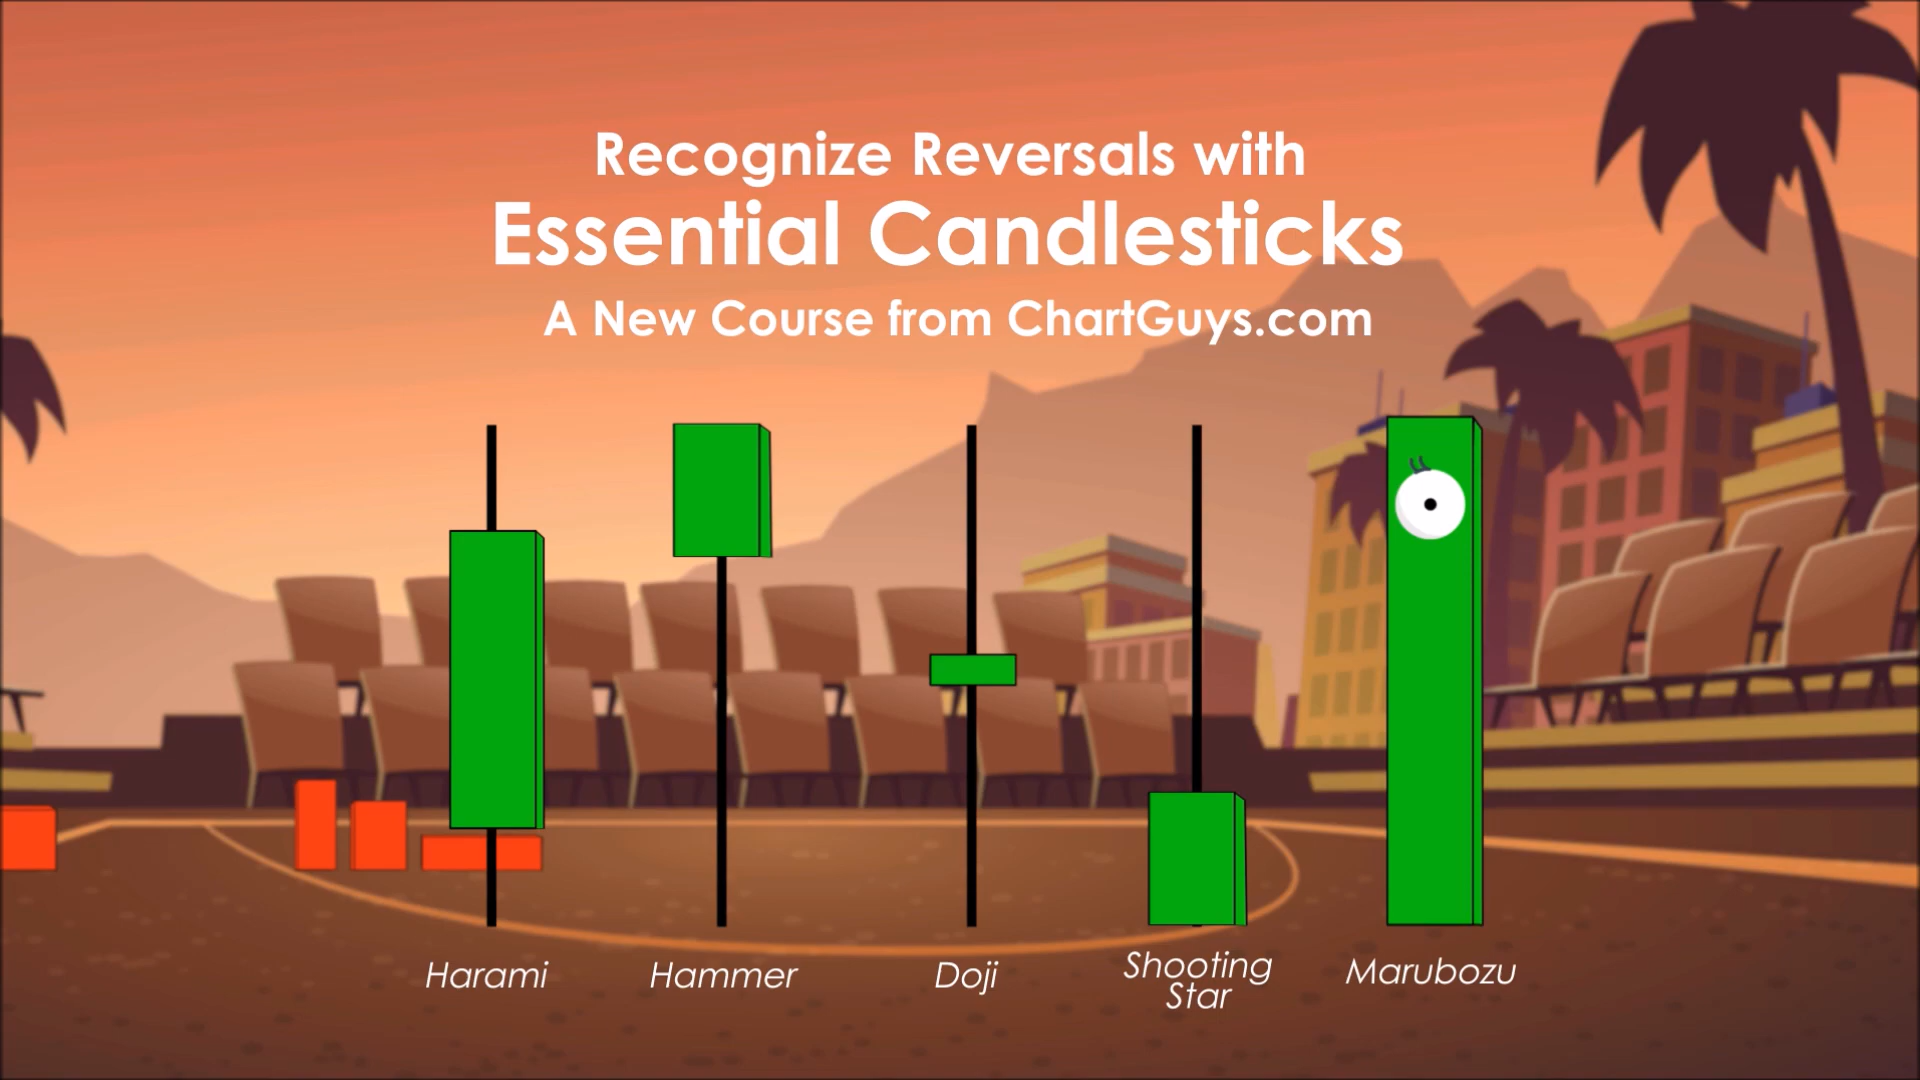 Recognize Reversals with
Essential Candlesticks
A New Course from ChartGuys.com
Harami
Hammer
Doji
Shooting
Star
Marubozu